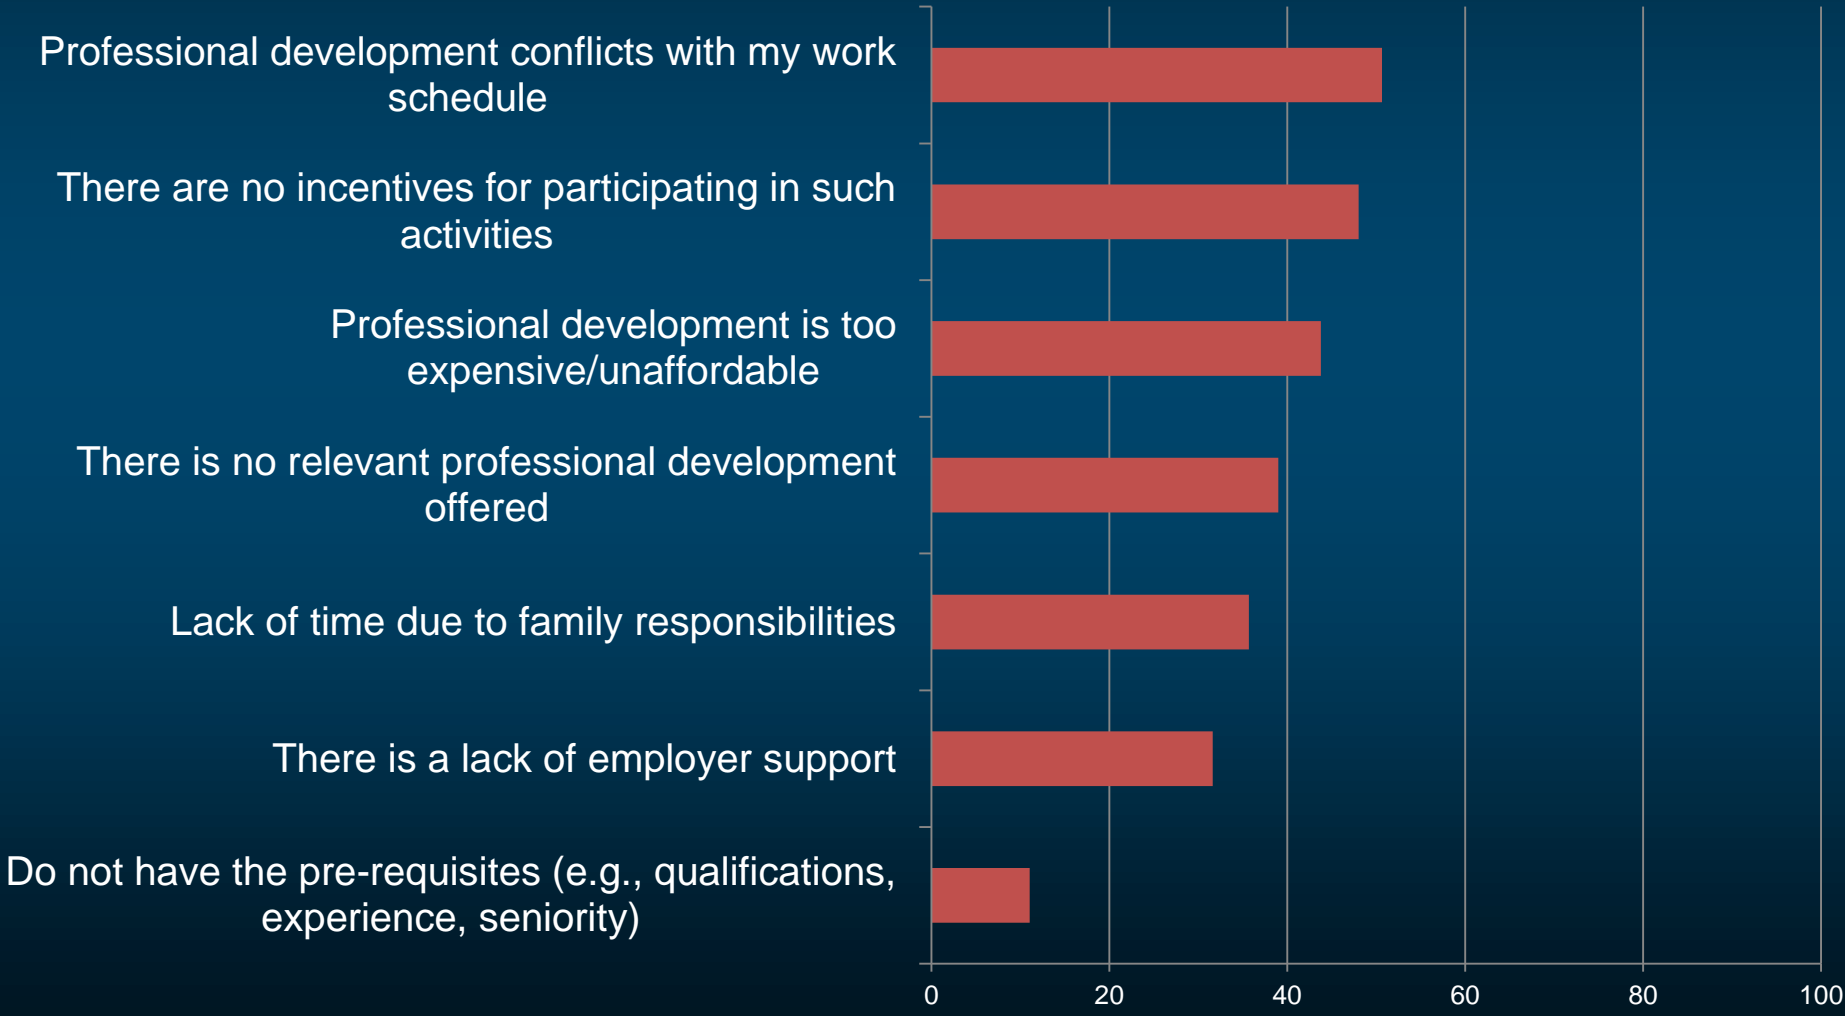 Professional development conflicts with my work
schedule
There are no incentives for participating in such
activities
Professional development is too
expensive/unaffordable
There is no relevant professional development
offered
Lack of time due to family responsibilities
There is a lack of employer support
Do not have the pre-requisites (e.g., qualifications,
experience, seniority)
0 20 40 60 80 100